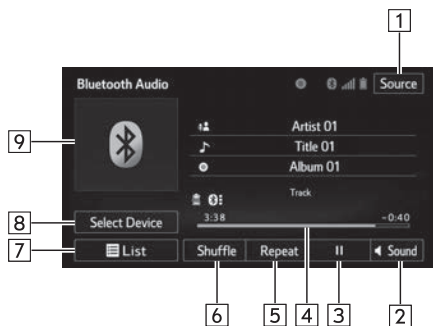 1
Bluetooth Audio
Source
9
Artist 01
Title 01
Album 01
Track
3:38
-0:40
8
Select Device
7
List
Shuffle
Repeat
Sound
6
5
4
3
2